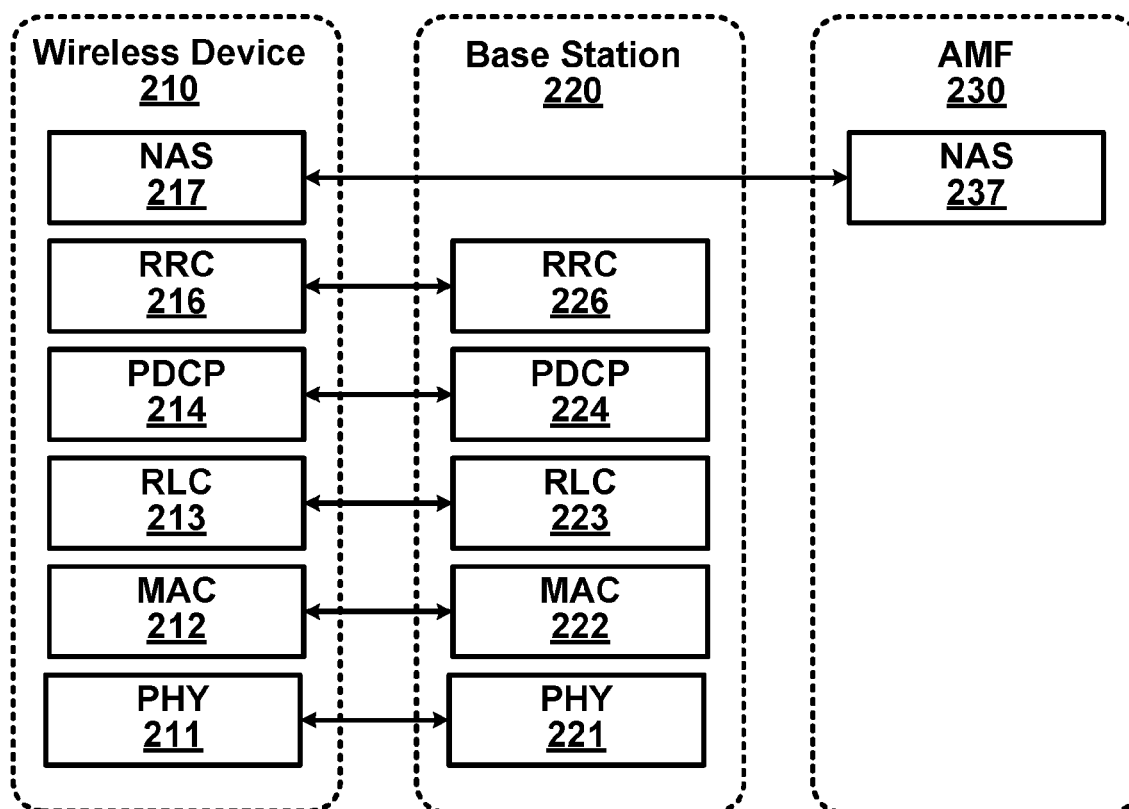 Wireless Device
210
Base Station
220
AMF
230
NAS
217
NAS
237
RRC
216
RRC
226
PDCP
214
PDCP
224
RLC
213
RLC
223
MAC
212
MAC
222
PHY
211
PHY
221